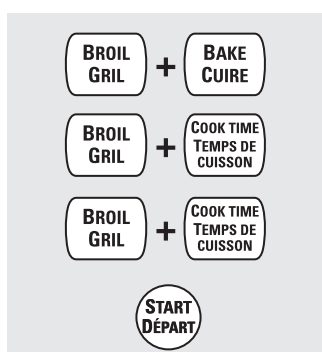 BROIL + BAKE
GRIL CUIRE
BROIL + COOK TIME
GRIL TEMPS DE
CUISSON
BROIL + COOK TIME
GRIL TEMPS DE
CUISSON
START
DÉPART